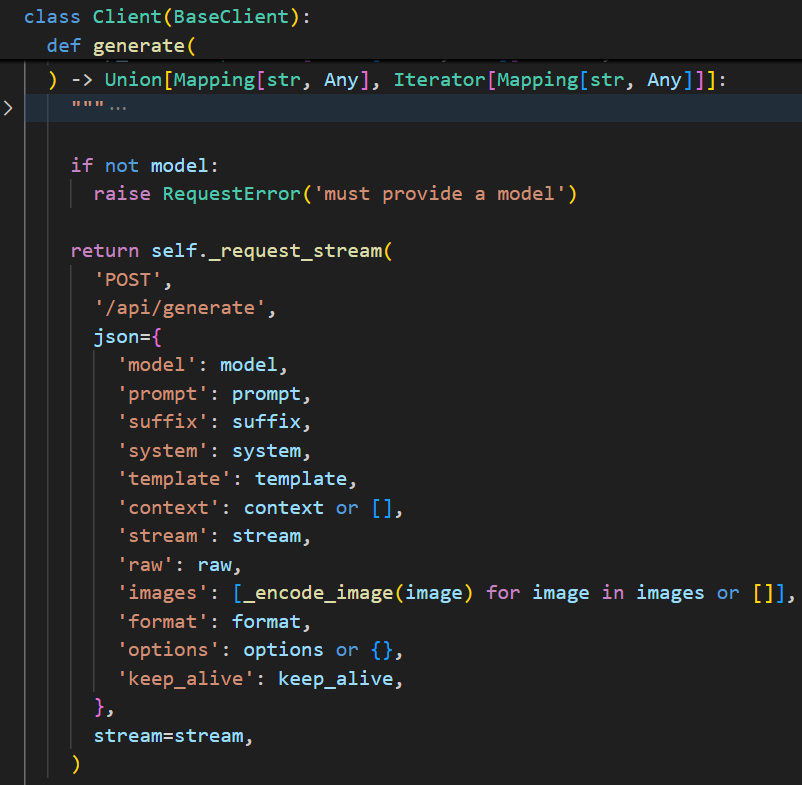 class Client(BaseClient):
  def generate(
  ) -> Union[Mapping[str, Any], Iterator[Mapping[str, Any]]]:
    """...

    if not model:
      raise RequestError('must provide a model')

    return self._request_stream(
      'POST',
      '/api/generate',
      json={
        'model': model,
        'prompt': prompt,
        'suffix': suffix,
        'system': system,
        'template': template,
        'context': context or [],
        'stream': stream,
        'raw': raw,
        'images': [_encode_image(image) for image in images or []],
        'format': format,
        'options': options or {},
        'keep_alive': keep_alive,
      },
      stream=stream,
    )